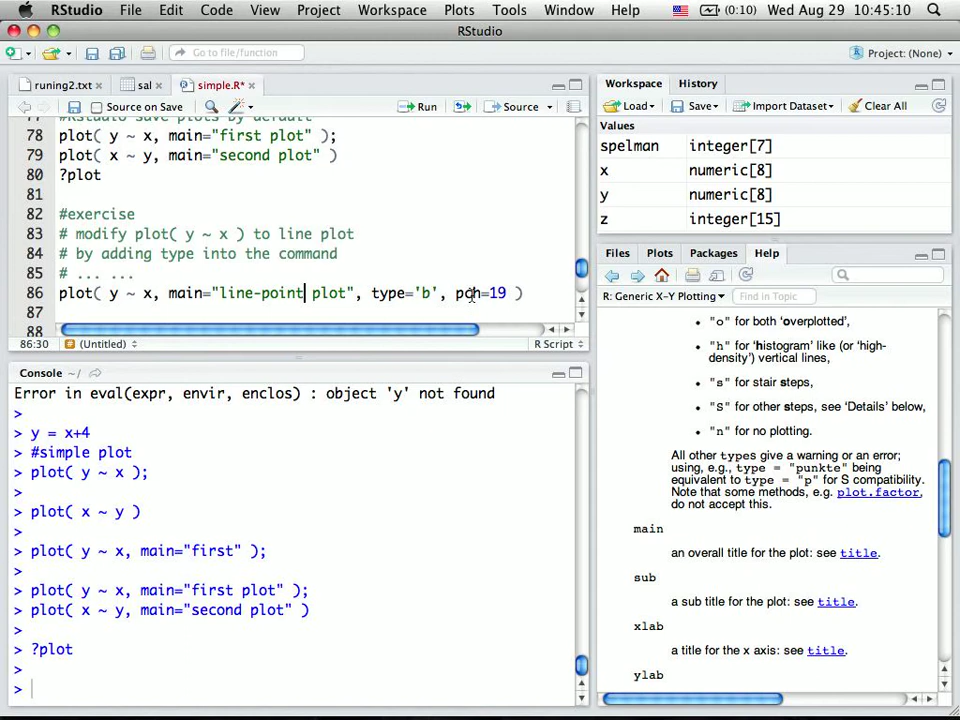 RStudio File Edit Code View Project Workspace Plots Tools Window Help (0:10) Wed Aug 29 10:45:10
RStudio
Go to file/function Project: (None)
runing2.txt × sal × simple.R* ×
Source on Save Run Source
77 #RStudio save plots by default
78 plot( y ~ x, main="first plot" );
79 plot( x ~ y, main="second plot" )
80 ?plot
81
82 #exercise
83 # modify plot( y ~ x ) to line plot
84 # by adding type into the command
85 # ... ...
86 plot( y ~ x, main="line-point plot", type='b', pch=19 )
87
88
86:30 (Untitled) R Script
Console ~/
Error in eval(expr, envir, enclos) : object 'y' not found
>
> y = x+4
> #simple plot
> plot( y ~ x );
>
> plot( x ~ y )
>
> plot( y ~ x, main="first" );
>
> plot( y ~ x, main="first plot" );
> plot( x ~ y, main="second plot" )
>
> ?plot
>
>
Workspace History
Load Save Import Dataset Clear All
Values
spelman integer[7]
x numeric[8]
y numeric[8]
z integer[15]
Files Plots Packages Help
R: Generic X-Y Plotting Find in Topic
• "o" for both ‘overplotted’,
• "h" for ‘histogram’ like (or ‘high-
density’) vertical lines,
• "s" for stair steps,
• "S" for other steps, see ‘Details’ below,
• "n" for no plotting.
All other types give a warning or an error;
using, e.g., type = "punkte" being
equivalent to type = "p" for S compatibility.
Note that some methods, e.g. plot.factor,
do not accept this.
main
an overall title for the plot: see title.
sub
a sub title for the plot: see title.
xlab
a title for the x axis: see title.
ylab